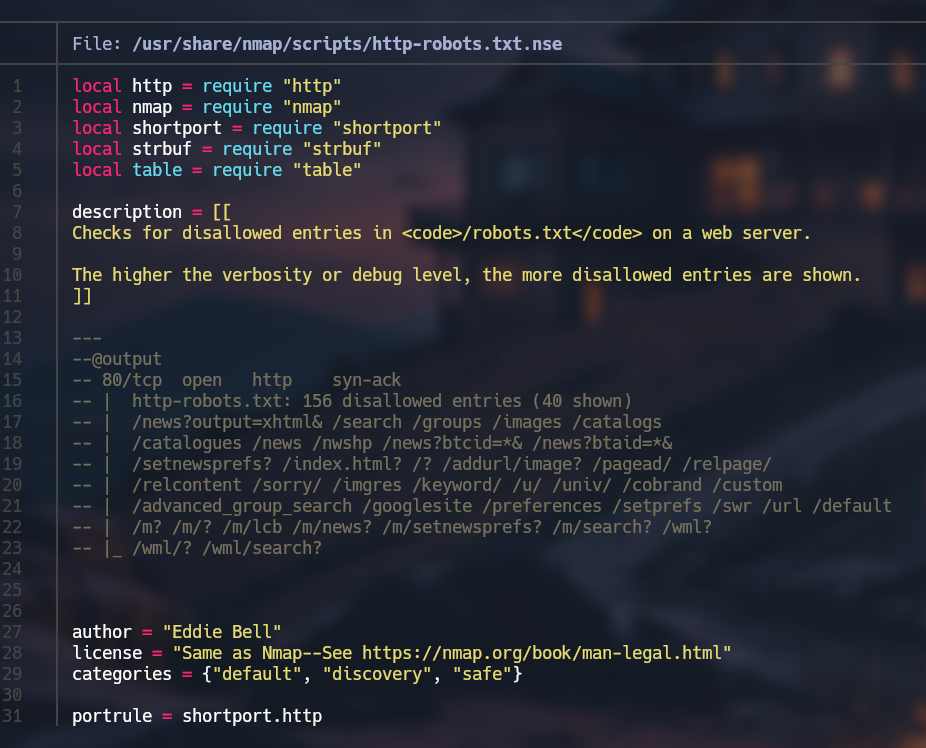 File: /usr/share/nmap/scripts/http-robots.txt.nse
1 local http = require "http"
2 local nmap = require "nmap"
3 local shortport = require "shortport"
4 local strbuf = require "strbuf"
5 local table = require "table"
6
7 description = [[
8 Checks for disallowed entries in <code>/robots.txt</code> on a web server.
9
10 The higher the verbosity or debug level, the more disallowed entries are shown.
11 ]]
12
13 ---
14 --@output
15 -- 80/tcp  open   http    syn-ack
16 -- |  http-robots.txt: 156 disallowed entries (40 shown)
17 -- |  /news?output=xhtml& /search /groups /images /catalogs
18 -- |  /catalogues /news /nwshp /news?btcid=*& /news?btaid=*&
19 -- |  /setnewsprefs? /index.html? /? /addurl/image? /pagead/ /relpage/
20 -- |  /relcontent /sorry/ /imgres /keyword/ /u/ /univ/ /cobrand /custom
21 -- |  /advanced_group_search /googlesite /preferences /setprefs /swr /url /default
22 -- |  /m? /m/? /m/lcb /m/news? /m/setnewsprefs? /m/search? /wml?
23 -- |_ /wml/? /wml/search?
24
25
26
27 author = "Eddie Bell"
28 license = "Same as Nmap--See https://nmap.org/book/man-legal.html"
29 categories = {"default", "discovery", "safe"}
30
31 portrule = shortport.http